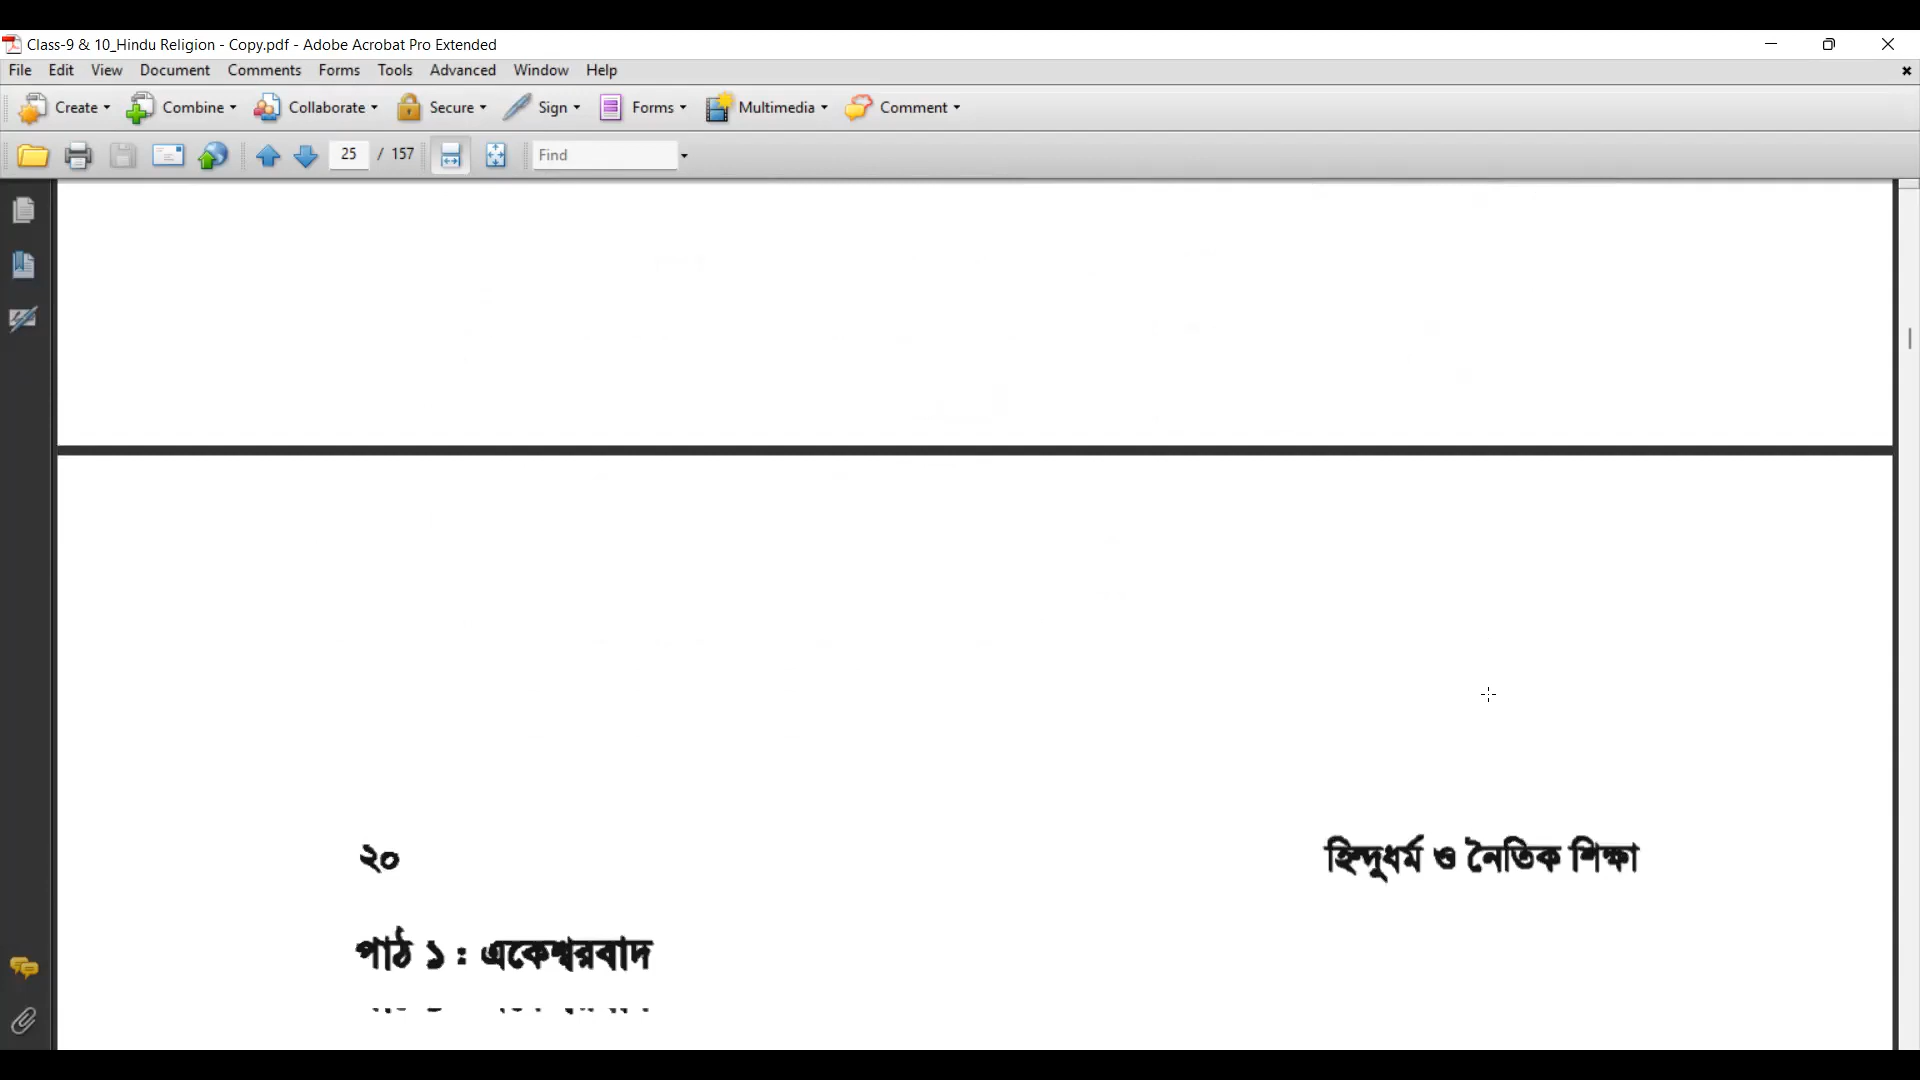 Class-9 & 10_Hindu Religion - Copy.pdf - Adobe Acrobat Pro Extended
File Edit View Document Comments Forms Tools Advanced Window Help
Create Combine Collaborate Secure Sign Forms Multimedia Comment
25 / 157 Find
২০ হিন্দুধর্ম ও নৈতিক শিক্ষা
পাঠ ১ : একেশ্বরবাদ